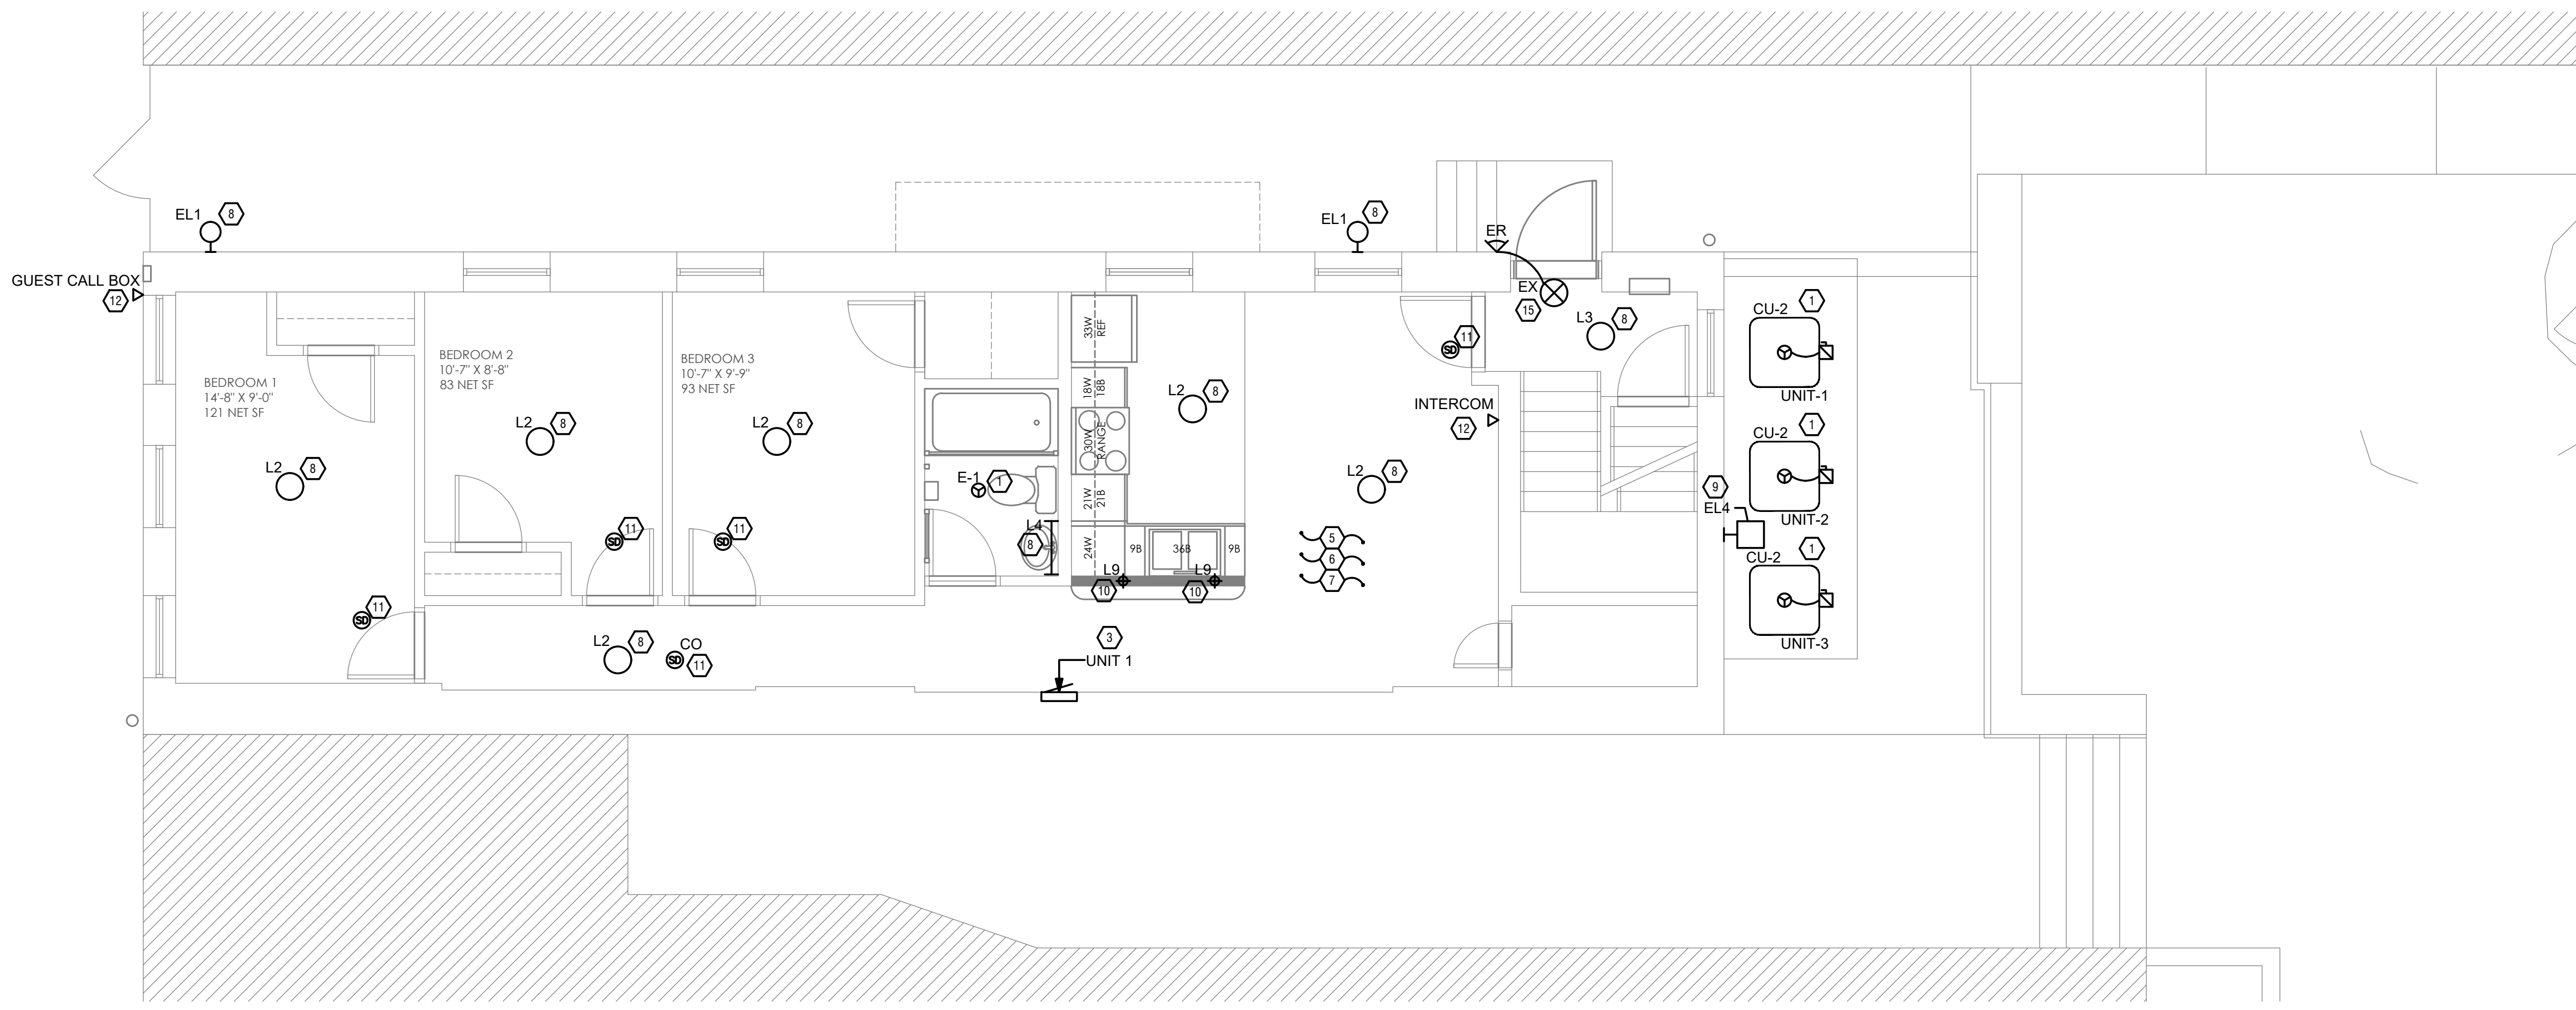 EL1
8
GUEST CALL BOX
12
EL1
8
ER
EX
15
L3
8
CU-2
1
UNIT-1
CU-2
1
UNIT-2
9
EL4
CU-2
1
UNIT-3
BEDROOM 1
14'-8" X 9'-0"
121 NET SF
L2
8
SD
11
BEDROOM 2
10'-7" X 8'-8"
83 NET SF
L2
8
SD
11
BEDROOM 3
10'-7" X 9'-9"
93 NET SF
L2
8
SD
11
E-1
1
L4
8
33W
REF
18W
18B
30W
RANGE
21W
21B
24W
9B
36B
9B
L9
10
L9
10
L2
8
L2
8
SD
11
INTERCOM
12
5
6
7
L2
8
CO
SD
11
3
UNIT 1